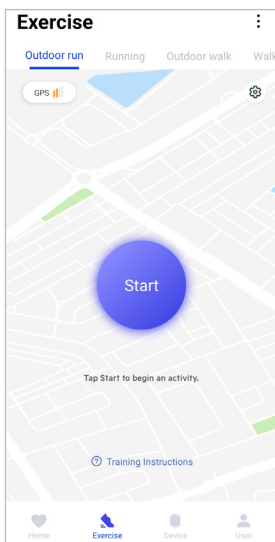 Exercise
Outdoor run Running Outdoor walk Walk
GPS
Start
Tap Start to begin an activity.
Training Instructions
Home Exercise Device User